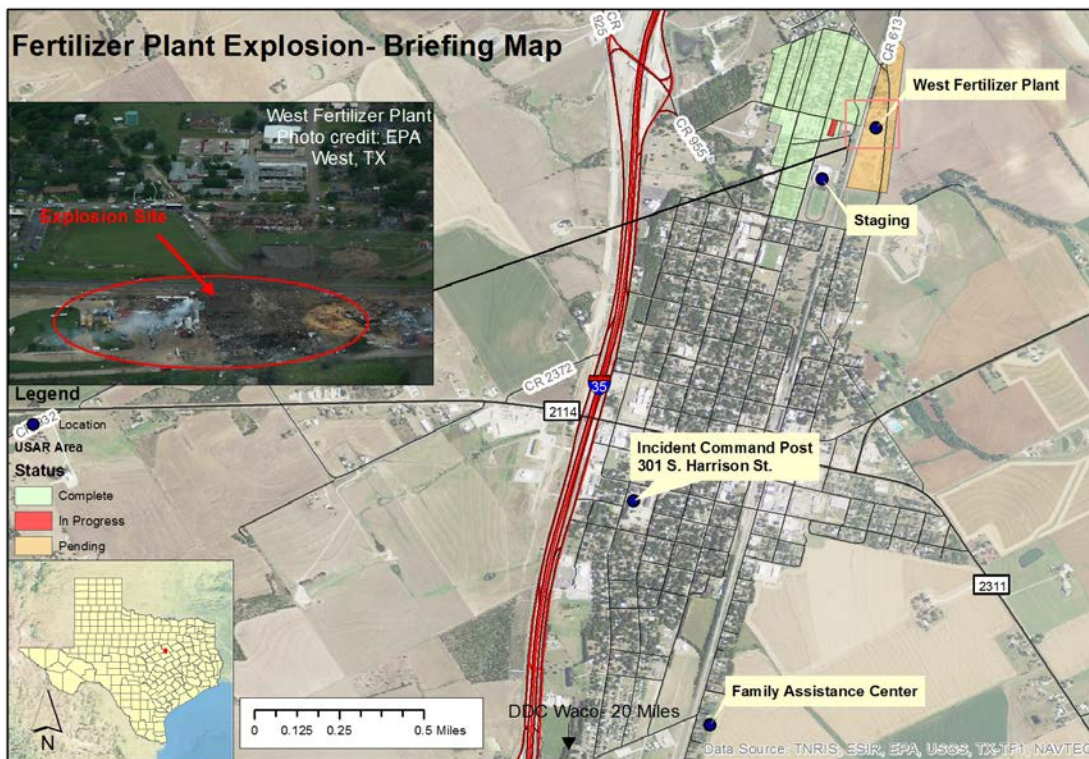 Fertilizer Plant Explosion- Briefing Map
CR 925
CR 613
West Fertilizer Plant
CR 955
Staging
West Fertilizer Plant
Photo credit: EPA
West, TX
Explosion Site
CR 2372
35
2114
Legend
Location
USAR Area
Status
Complete
In Progress
Pending
Incident Command Post
301 S. Harrison St.
2311
Family Assistance Center
DDC Waco- 20 Miles
N
0 0.125 0.25 0.5 Miles
Data Source: TNRIS, ESIR, EPA, USGS, TX-TF1, NAVTEC